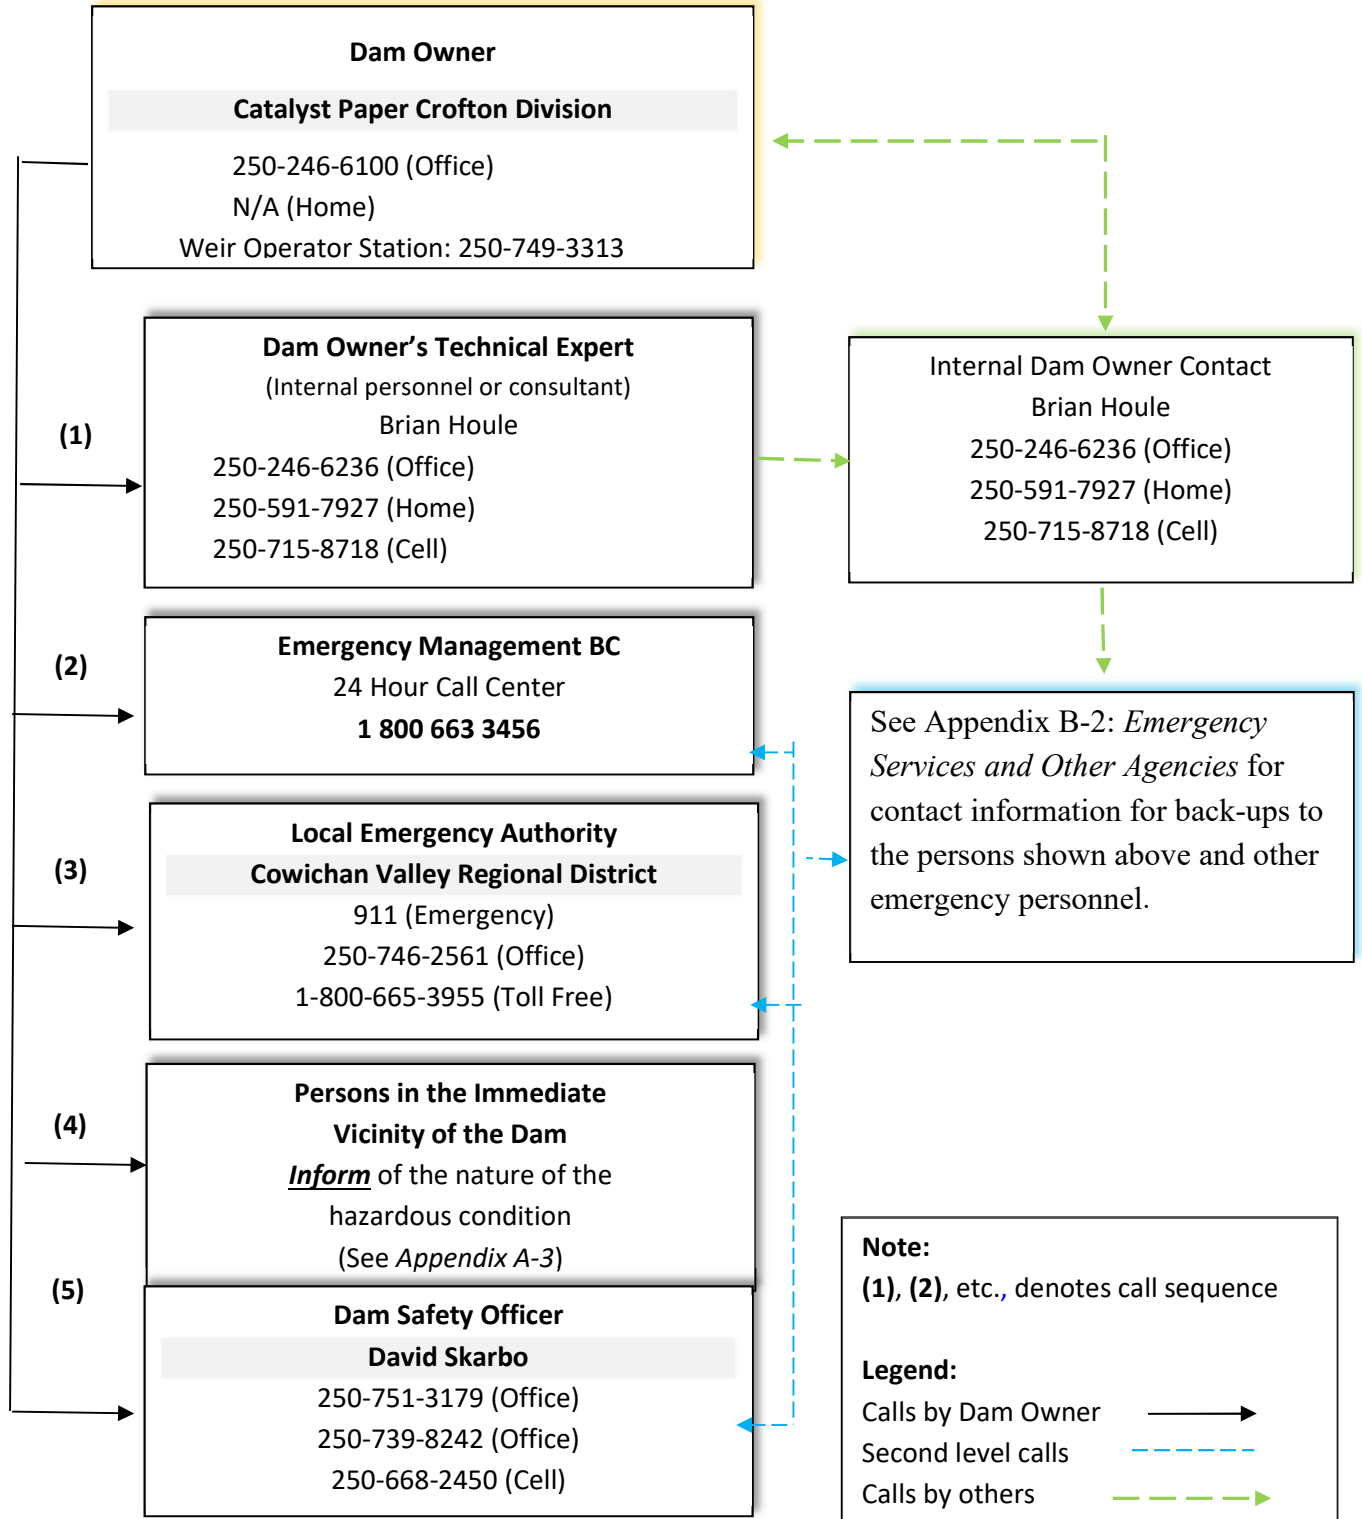 Dam Owner
Catalyst Paper Crofton Division
250-246-6100 (Office)
N/A (Home)
Weir Operator Station: 250-749-3313
(1)
Dam Owner’s Technical Expert
(Internal personnel or consultant)
Brian Houle
250-246-6236 (Office)
250-591-7927 (Home)
250-715-8718 (Cell)
Internal Dam Owner Contact
Brian Houle
250-246-6236 (Office)
250-591-7927 (Home)
250-715-8718 (Cell)
(2)
Emergency Management BC
24 Hour Call Center
1 800 663 3456
See Appendix B-2: Emergency
Services and Other Agencies for
contact information for back-ups to
the persons shown above and other
emergency personnel.
(3)
Local Emergency Authority
Cowichan Valley Regional District
911 (Emergency)
250-746-2561 (Office)
1-800-665-3955 (Toll Free)
(4)
Persons in the Immediate
Vicinity of the Dam
Inform of the nature of the
hazardous condition
(See Appendix A-3)
(5)
Dam Safety Officer
David Skarbo
250-751-3179 (Office)
250-739-8242 (Office)
250-668-2450 (Cell)
Note:
(1), (2), etc., denotes call sequence
Legend:
Calls by Dam Owner
Second level calls
Calls by others